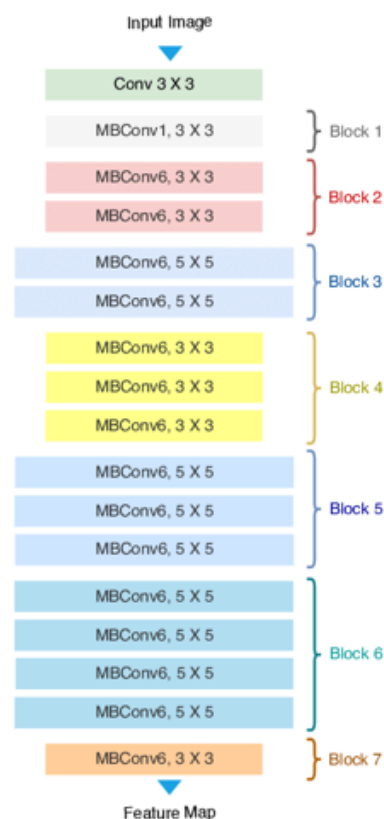 Input Image
Conv 3 X 3
MBConv1, 3 X 3
Block 1
MBConv6, 3 X 3
MBConv6, 3 X 3
Block 2
MBConv6, 5 X 5
MBConv6, 5 X 5
Block 3
MBConv6, 3 X 3
MBConv6, 3 X 3
MBConv6, 3 X 3
Block 4
MBConv6, 5 X 5
MBConv6, 5 X 5
MBConv6, 5 X 5
Block 5
MBConv6, 5 X 5
MBConv6, 5 X 5
MBConv6, 5 X 5
MBConv6, 5 X 5
Block 6
MBConv6, 3 X 3
Block 7
Feature Map